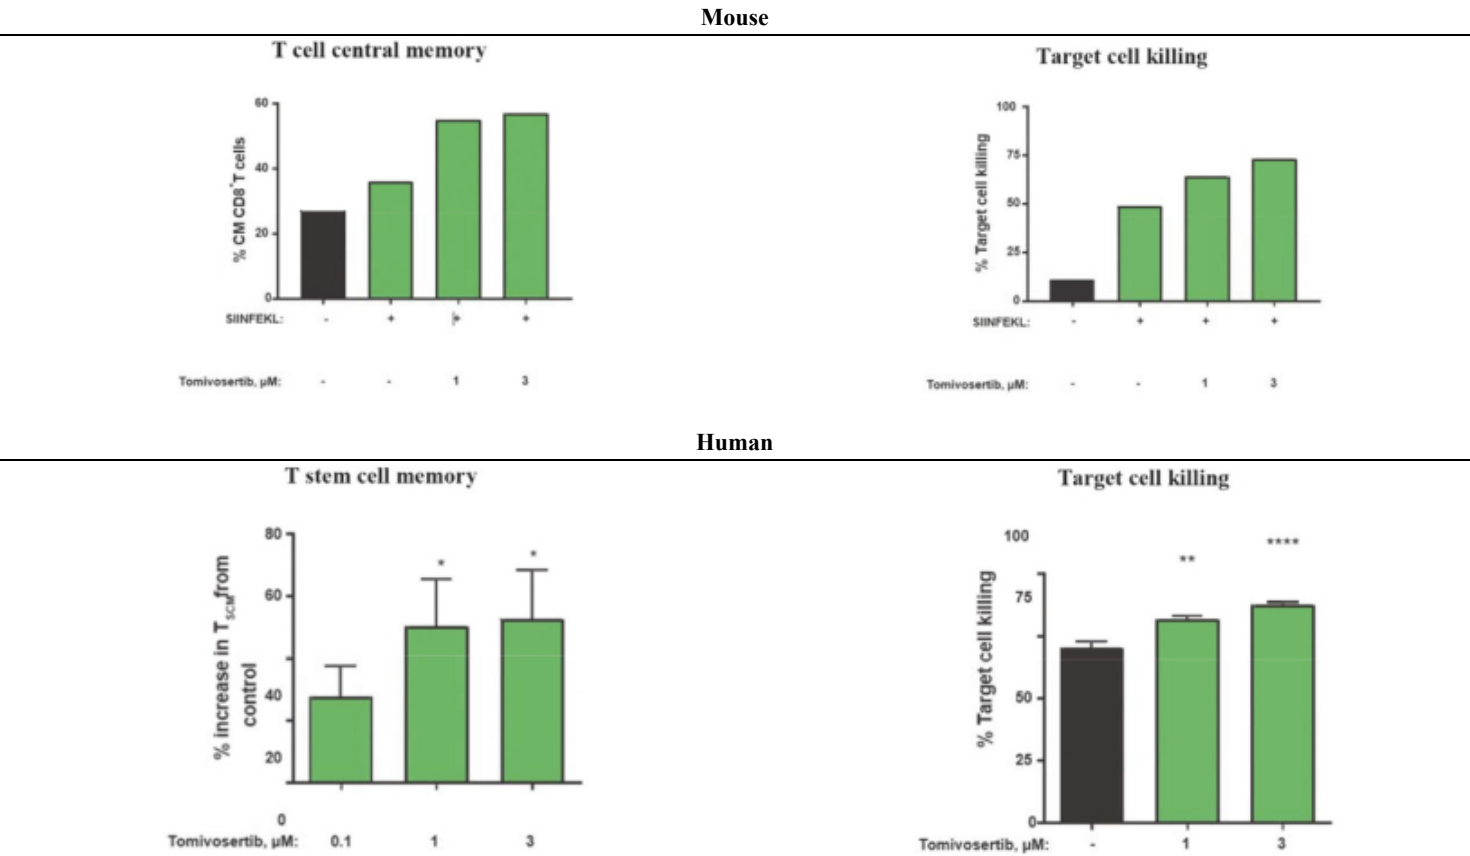 Mouse
T cell central memory
Target cell killing
% CM CD8+T cells
60
40
20
0
SIINFEKL: - + + +
Tomivosertib, µM: - - 1 3
% Target cell killing
100
75
50
25
0
SIINFEKL: - + + +
Tomivosertib, µM: - - 1 3
Human
T stem cell memory
Target cell killing
% increase in TSCM from
control
80
60
40
20
0
* *
Tomivosertib, µM: 0.1 1 3
% Target cell killing
100
75
50
25
0
** ****
Tomivosertib, µM: - 1 3